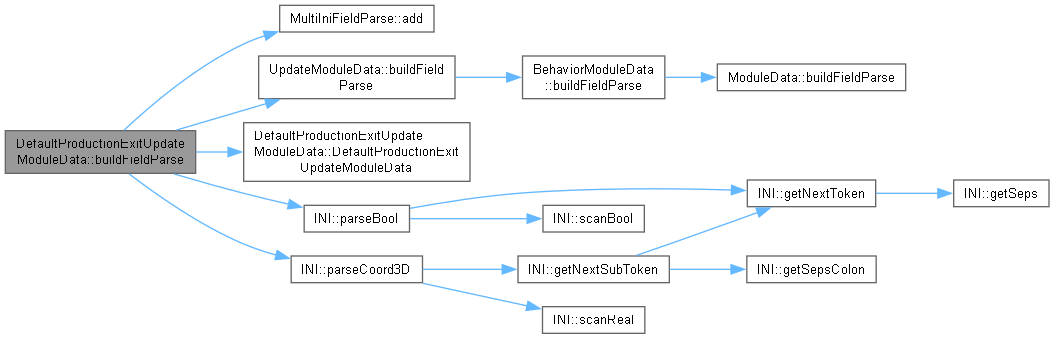 MultiIniFieldParse::add
UpdateModuleData::buildField
Parse
BehaviorModuleData
::buildFieldParse
ModuleData::buildFieldParse
DefaultProductionExitUpdate
ModuleData::buildFieldParse
DefaultProductionExitUpdate
ModuleData::DefaultProductionExit
UpdateModuleData
INI::parseBool
INI::scanBool
INI::getNextToken
INI::getSeps
INI::parseCoord3D
INI::getNextSubToken
INI::getSepsColon
INI::scanReal